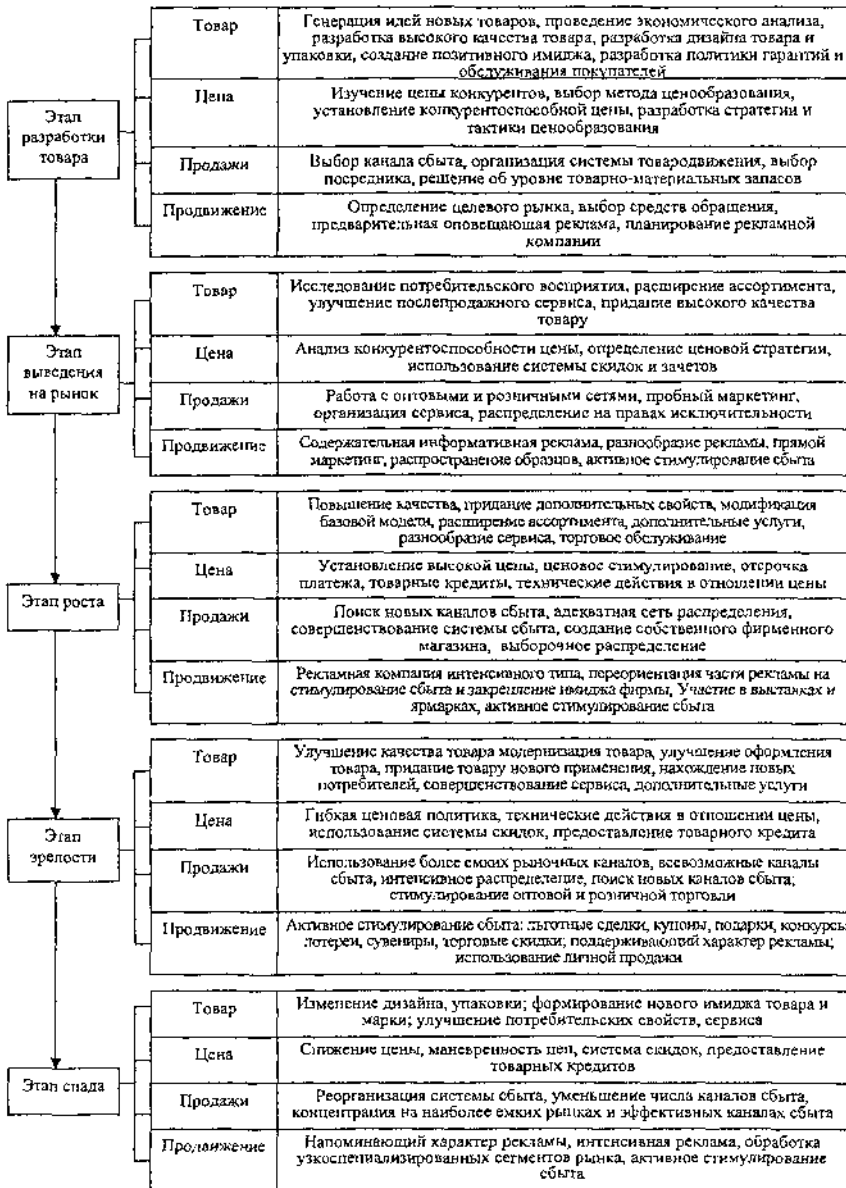 Этап
разработки
товара
Товар
Генерация идей новых товаров, проведение экономического анализа,
разработка высокого качества товара, разработка дизайна товара и
упаковки, создание позитивного имиджа, разработка политики гарантий и
обслуживания покупателей
Цена
Изучение цены конкурентов, выбор метода ценообразования,
установление конкурентоспособной цены, разработка стратегии и
тактики ценообразования
Продажи
Выбор канала сбыта, организация системы товародвижения, выбор
посредника, решение об уровне товарно-материальных запасов
Продвижение
Определение целевого рынка, выбор средств обращения,
предварительная оповещающая реклама, планирование рекламной
компании
Этап
выведения
на рынок
Товар
Исследование потребительского восприятия, расширение ассортимента,
улучшение послепродажного сервиса, придание высокого качества
товару
Цена
Анализ конкурентоспособности цены, определение ценовой стратегии,
использование системы скидок и зачетов
Продажи
Работа с оптовыми и розничными сетями, пробный маркетинг,
организация сервиса, распределение на правах исключительности
Продвижение
Содержательная информативная реклама, разнообразие рекламы, прямой
маркетинг, распространение образцов, активное стимулирование сбыта
Этап роста
Товар
Повышение качества, придание дополнительных свойств, модификация
базовой модели, расширение ассортимента, дополнительные услуги,
разнообразие сервиса, торговое обслуживание
Цена
Установление высокой цены, ценовое стимулирование, отсрочка
платежа, товарные кредиты, технические действия в отношении цены
Продажи
Поиск новых каналов сбыта, адекватная сеть распределения,
совершенствование системы сбыта, создание собственного фирменного
магазина, выборочное распределение
Продвижение
Рекламная компания интенсивного типа, переориентация части рекламы на
стимулирование сбыта и закрепление имиджа фирмы, Участие в выставках и
ярмарках, активное стимулирование сбыта
Этап
зрелости
Товар
Улучшение качества товара модернизация товара, улучшение оформления
товара, придание товару нового применения, нахождение новых
потребителей, совершенствование сервиса, дополнительные услуги
Цена
Гибкая ценовая политика, технические действия в отношении цены,
использование системы скидок, предоставление товарного кредита
Продажи
Использование более емких рыночных каналов, всевозможные каналы
сбыта, интенсивное распределение, поиск новых каналов сбыта;
стимулирование оптовой и розничной торговли
Продвижение
Активное стимулирование сбыта: льготные сделки, купоны, подарки, конкурсы
лотереи, сувениры, торговые скидки; поддерживающий характер рекламы;
использование личной продажи
Этап спада
Товар
Изменение дизайна, упаковки; формирование нового имиджа товара и
марки; улучшение потребительских свойств, сервиса
Цена
Снижение цены, маневренность цен, система скидок, предоставление
товарных кредитов
Продажи
Реорганизация системы сбыта, уменьшение числа каналов сбыта,
концентрация на наиболее емких рынках и эффективных каналах сбыта
Продвижение
Напоминающий характер рекламы, интенсивная реклама, обработка
узкоспециализированных сегментов рынка, активное стимулирование
сбыта